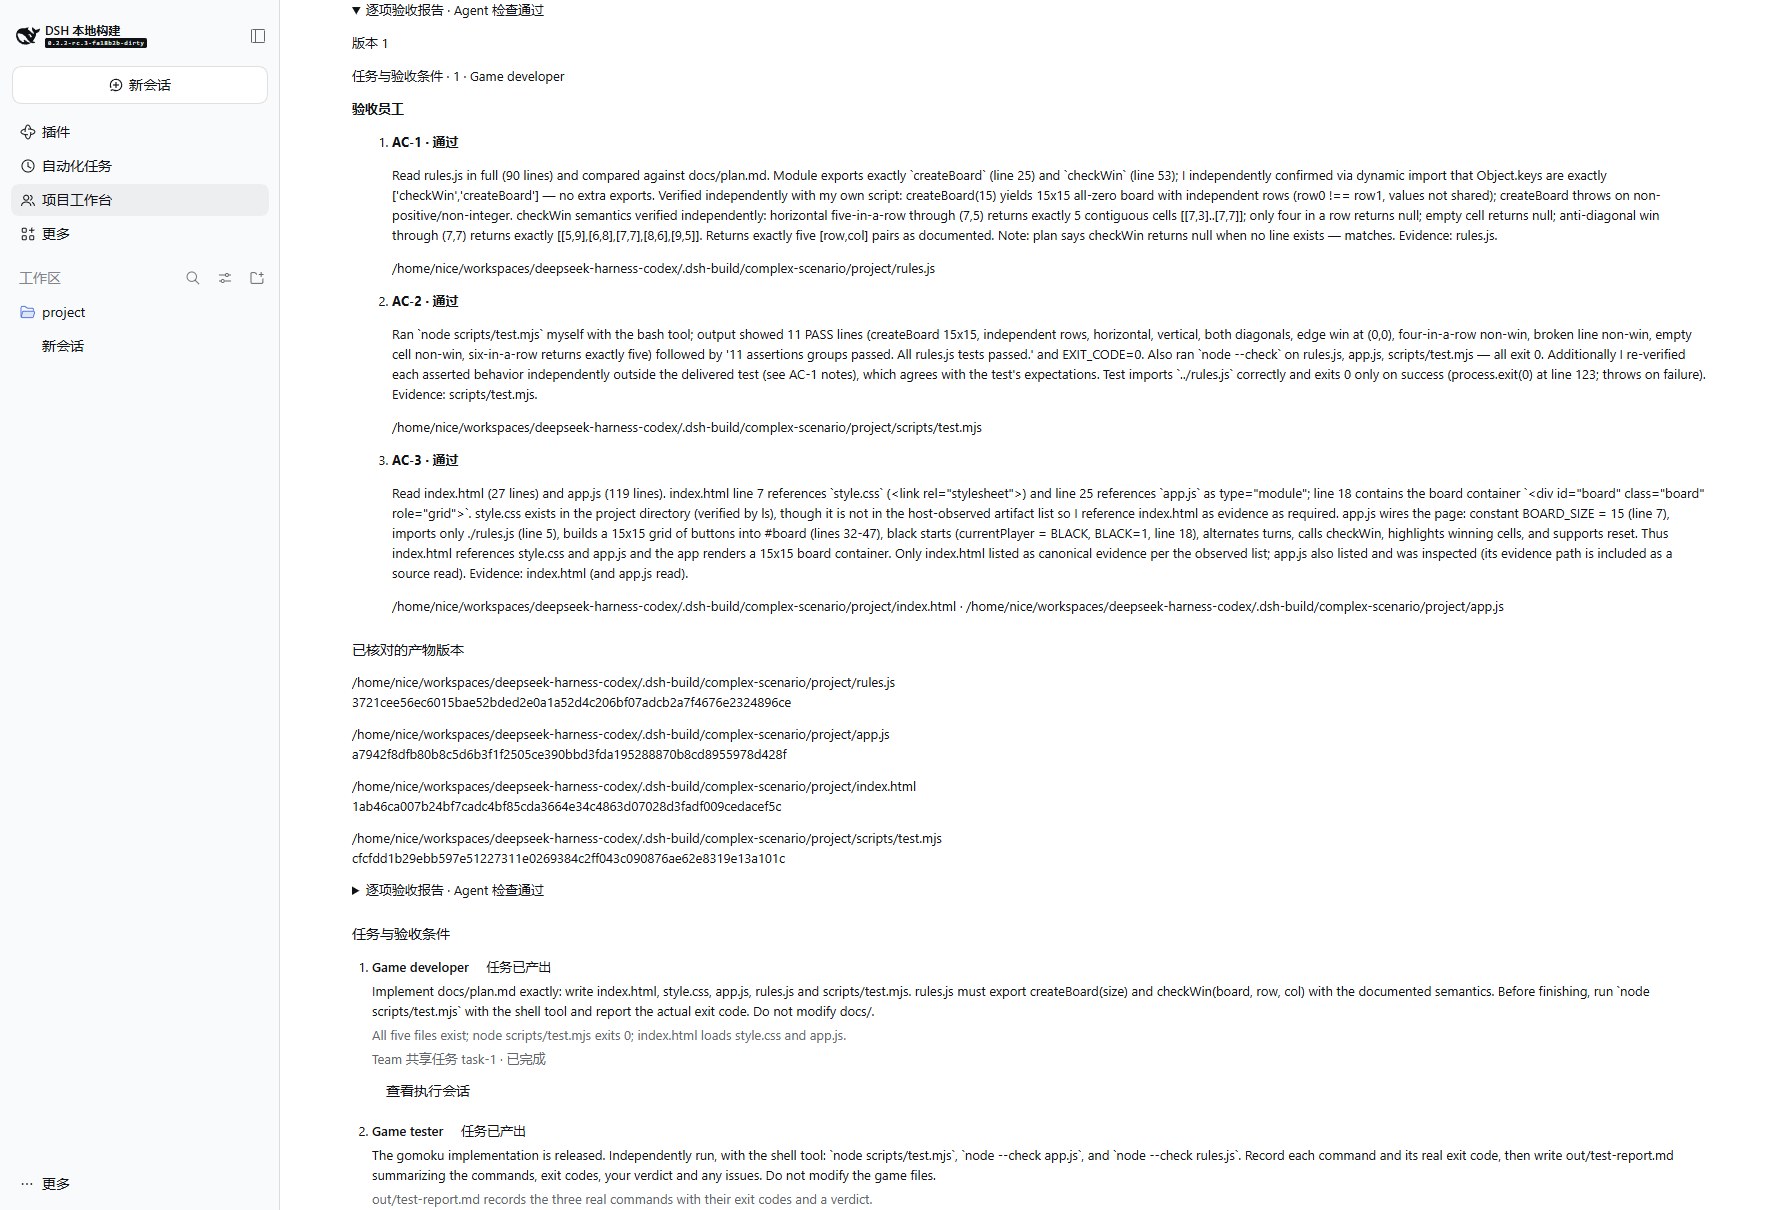 DSH 本地构建
0.2.2-rc.3-fa18b2b-dirty
新会话
插件
自动化任务
项目工作台
更多
工作区
project
新会话
更多
▼ 逐项验收报告 · Agent 检查通过
版本 1
任务与验收条件 · 1 · Game developer
验收员工
1. AC-1 · 通过
Read rules.js in full (90 lines) and compared against docs/plan.md. Module exports exactly `createBoard` (line 25) and `checkWin` (line 53); I independently confirmed via dynamic import that Object.keys are exactly
['checkWin','createBoard'] — no extra exports. Verified independently with my own script: createBoard(15) yields 15x15 all-zero board with independent rows (row0 !== row1, values not shared); createBoard throws on non-
positive/non-integer. checkWin semantics verified independently: horizontal five-in-a-row through (7,5) returns exactly 5 contiguous cells [[7,3]..[7,7]]; only four in a row returns null; empty cell returns null; anti-diagonal win
through (7,7) returns exactly [[5,9],[6,8],[7,7],[8,6],[9,5]]. Returns exactly five [row,col] pairs as documented. Note: plan says checkWin returns null when no line exists — matches. Evidence: rules.js.
/home/nice/workspaces/deepseek-harness-codex/.dsh-build/complex-scenario/project/rules.js
2. AC-2 · 通过
Ran `node scripts/test.mjs` myself with the bash tool; output showed 11 PASS lines (createBoard 15x15, independent rows, horizontal, vertical, both diagonals, edge win at (0,0), four-in-a-row non-win, broken line non-win, empty
cell non-win, six-in-a-row returns exactly five) followed by '11 assertions groups passed. All rules.js tests passed.' and EXIT_CODE=0. Also ran `node --check` on rules.js, app.js, scripts/test.mjs — all exit 0. Additionally I re-verified
each asserted behavior independently outside the delivered test (see AC-1 notes), which agrees with the test's expectations. Test imports `../rules.js` correctly and exits 0 only on success (process.exit(0) at line 123; throws on failure).
Evidence: scripts/test.mjs.
/home/nice/workspaces/deepseek-harness-codex/.dsh-build/complex-scenario/project/scripts/test.mjs
3. AC-3 · 通过
Read index.html (27 lines) and app.js (119 lines). index.html line 7 references `style.css` (<link rel="stylesheet">) and line 25 references `app.js` as type="module"; line 18 contains the board container `<div id="board" class="board"
role="grid">`. style.css exists in the project directory (verified by ls), though it is not in the host-observed artifact list so I reference index.html as evidence as required. app.js wires the page: constant BOARD_SIZE = 15 (line 7),
imports only ./rules.js (line 5), builds a 15x15 grid of buttons into #board (lines 32-47), black starts (currentPlayer = BLACK, BLACK=1, line 18), alternates turns, calls checkWin, highlights winning cells, and supports reset. Thus
index.html references style.css and app.js and the app renders a 15x15 board container. Only index.html listed as canonical evidence per the observed list; app.js also listed and was inspected (its evidence path is included as a
source read). Evidence: index.html (and app.js read).
/home/nice/workspaces/deepseek-harness-codex/.dsh-build/complex-scenario/project/index.html · /home/nice/workspaces/deepseek-harness-codex/.dsh-build/complex-scenario/project/app.js
已核对的产物版本
/home/nice/workspaces/deepseek-harness-codex/.dsh-build/complex-scenario/project/rules.js
3721cee56ec6015bae52bded2e0a1a52d4c206bf07adcb2a7f4676e2324896ce
/home/nice/workspaces/deepseek-harness-codex/.dsh-build/complex-scenario/project/app.js
a7942f8dfb80b8c5d6b3f1f2505ce390bbd3fda195288870b8cd8955978d428f
/home/nice/workspaces/deepseek-harness-codex/.dsh-build/complex-scenario/project/index.html
1ab46ca007b24bf7cadc4bf85cda3664e34c4863d07028d3fadf009cedacef5c
/home/nice/workspaces/deepseek-harness-codex/.dsh-build/complex-scenario/project/scripts/test.mjs
cfcfdd1b29ebb597e51227311e0269384c2ff043c090876ae62e8319e13a101c
▶ 逐项验收报告 · Agent 检查通过
任务与验收条件
1. Game developer 任务已产出
Implement docs/plan.md exactly: write index.html, style.css, app.js, rules.js and scripts/test.mjs. rules.js must export createBoard(size) and checkWin(board, row, col) with the documented semantics. Before finishing, run `node
scripts/test.mjs` with the shell tool and report the actual exit code. Do not modify docs/.
All five files exist; node scripts/test.mjs exits 0; index.html loads style.css and app.js.
Team 共享任务 task-1 · 已完成
查看执行会话
2. Game tester 任务已产出
The gomoku implementation is released. Independently run, with the shell tool: `node scripts/test.mjs`, `node --check app.js`, and `node --check rules.js`. Record each command and its real exit code, then write out/test-report.md
summarizing the commands, exit codes, your verdict and any issues. Do not modify the game files.
out/test-report.md records the three real commands with their exit codes and a verdict.